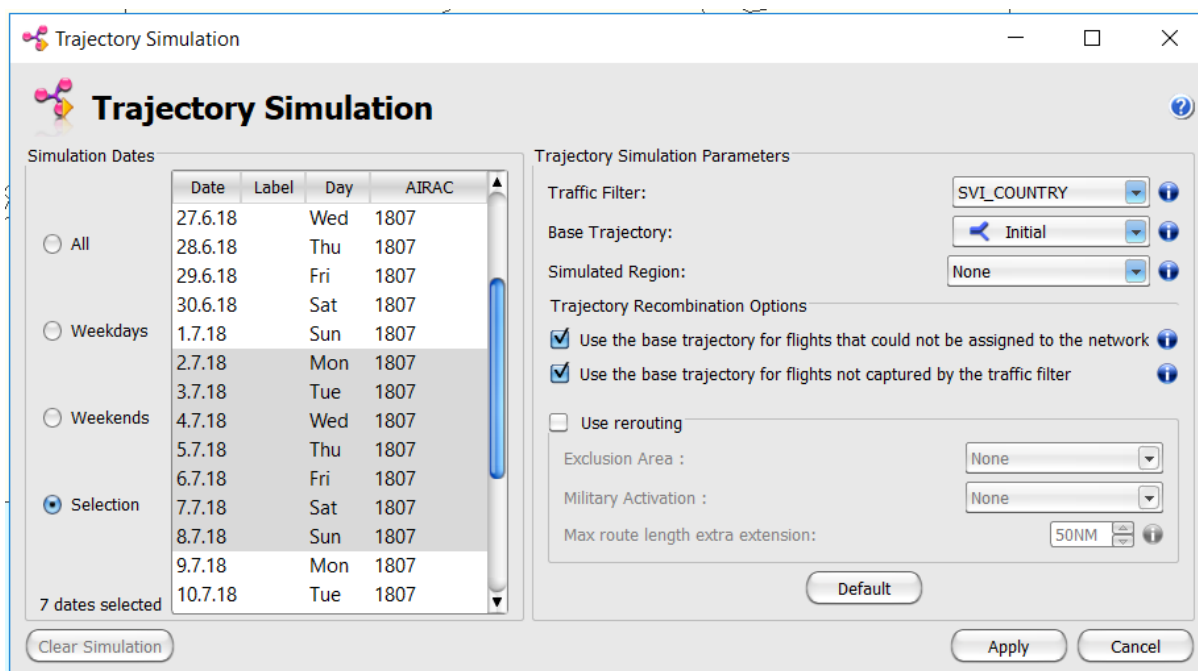 Trajectory Simulation
Trajectory Simulation
Simulation Dates
Date Label Day AIRAC
27.6.18 Wed 1807
28.6.18 Thu 1807
29.6.18 Fri 1807
30.6.18 Sat 1807
1.7.18 Sun 1807
2.7.18 Mon 1807
3.7.18 Tue 1807
4.7.18 Wed 1807
5.7.18 Thu 1807
6.7.18 Fri 1807
7.7.18 Sat 1807
8.7.18 Sun 1807
9.7.18 Mon 1807
10.7.18 Tue 1807
All
Weekdays
Weekends
Selection
7 dates selected
Clear Simulation
Trajectory Simulation Parameters
Traffic Filter: SVI_COUNTRY
Base Trajectory: Initial
Simulated Region: None
Trajectory Recombination Options
Use the base trajectory for flights that could not be assigned to the network
Use the base trajectory for flights not captured by the traffic filter
Use rerouting
Exclusion Area : None
Military Activation : None
Max route length extra extension: 50NM
Default
Apply Cancel